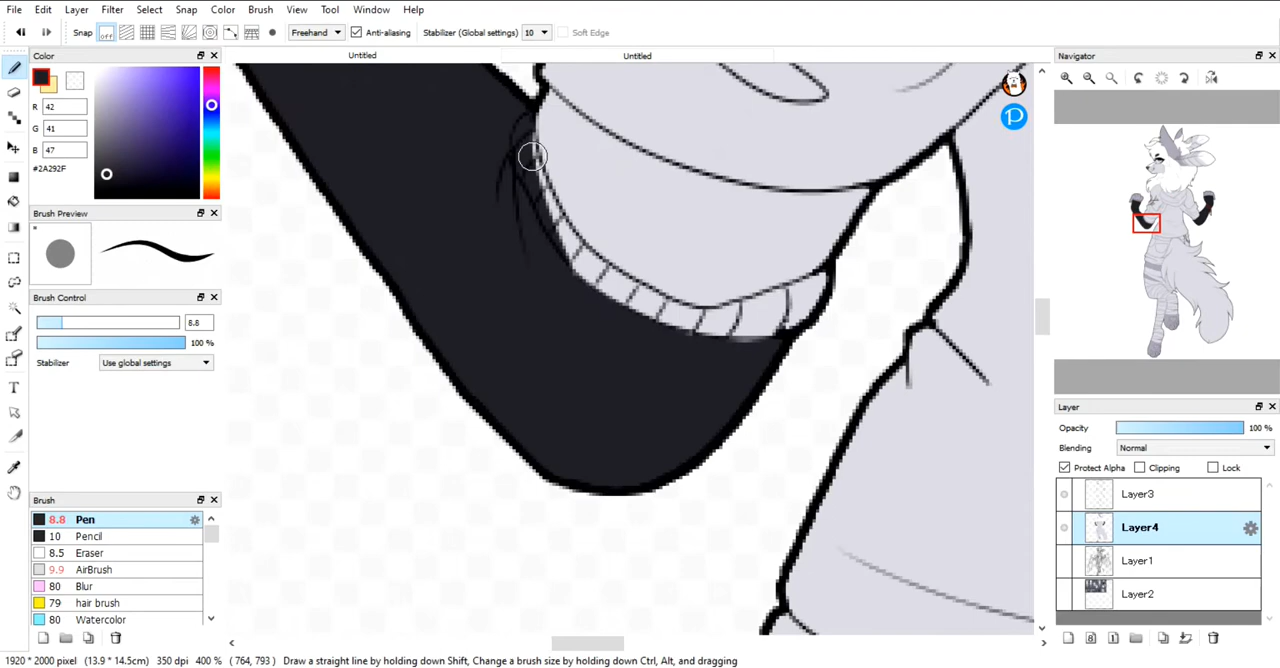 File Edit Layer Filter Select Snap Color Brush View Tool Window Help
Snap off Freehand Anti-aliasing Stabilizer (Global settings) 10 Soft Edge
Color
Untitled
Untitled
Navigator
R 42
G 41
B 47
#2A292F
Brush Preview
*
Brush Control
8.8
100 %
Stabilizer Use global settings
Brush
8.8 Pen
10 Pencil
8.5 Eraser
9.9 AirBrush
80 Blur
79 hair brush
80 Watercolor
T
P
Layer
Opacity 100 %
Blending Normal
Protect Alpha Clipping Lock
Layer3
Layer4
Layer1
Layer2
1920 * 2000 pixel (13.9 * 14.5cm) 350 dpi 400 % ( 764, 793 ) Draw a straight line by holding down Shift, Change a brush size by holding down Ctrl, Alt, and dragging